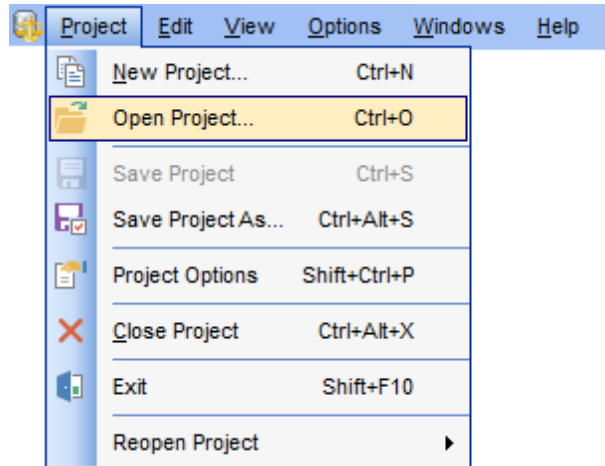 Project Edit View Options Windows Help
New Project... Ctrl+N
Open Project... Ctrl+O
Save Project Ctrl+S
Save Project As... Ctrl+Alt+S
Project Options Shift+Ctrl+P
Close Project Ctrl+Alt+X
Exit Shift+F10
Reopen Project